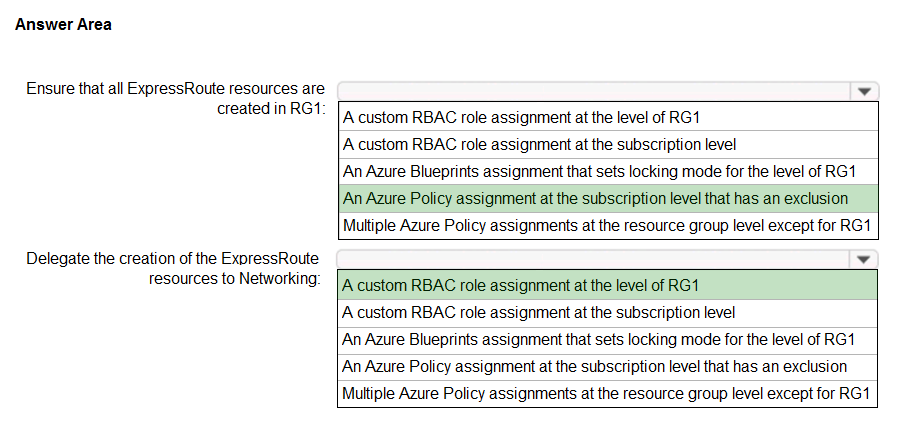 Answer Area
Ensure that all ExpressRoute resources are
created in RG1:
A custom RBAC role assignment at the level of RG1
A custom RBAC role assignment at the subscription level
An Azure Blueprints assignment that sets locking mode for the level of RG1
An Azure Policy assignment at the subscription level that has an exclusion
Multiple Azure Policy assignments at the resource group level except for RG1
Delegate the creation of the ExpressRoute
resources to Networking:
A custom RBAC role assignment at the level of RG1
A custom RBAC role assignment at the subscription level
An Azure Blueprints assignment that sets locking mode for the level of RG1
An Azure Policy assignment at the subscription level that has an exclusion
Multiple Azure Policy assignments at the resource group level except for RG1